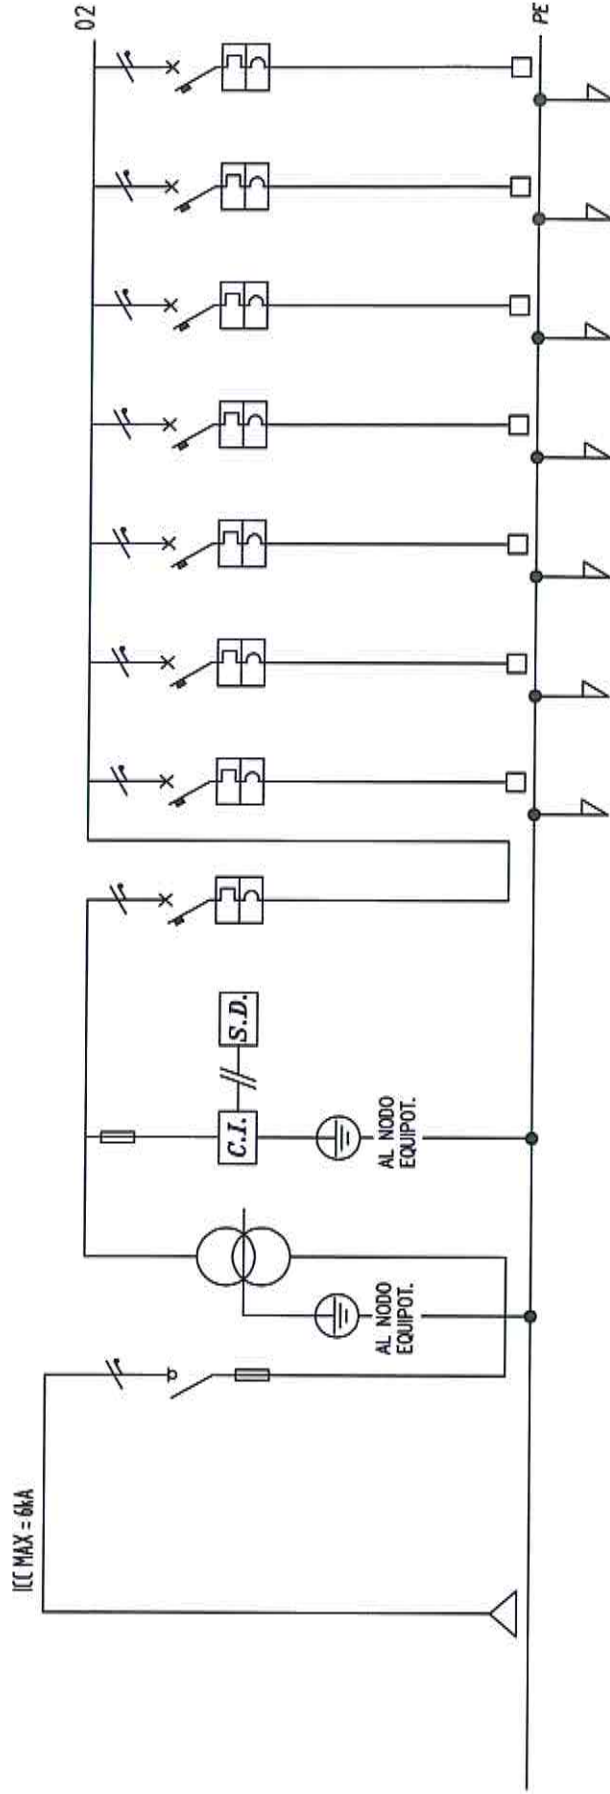 ICC MAX = 6kA
AL NODO
EQUIPOT.
C.I.
S.D.
AL NODO
EQUIPOT.
02
PE